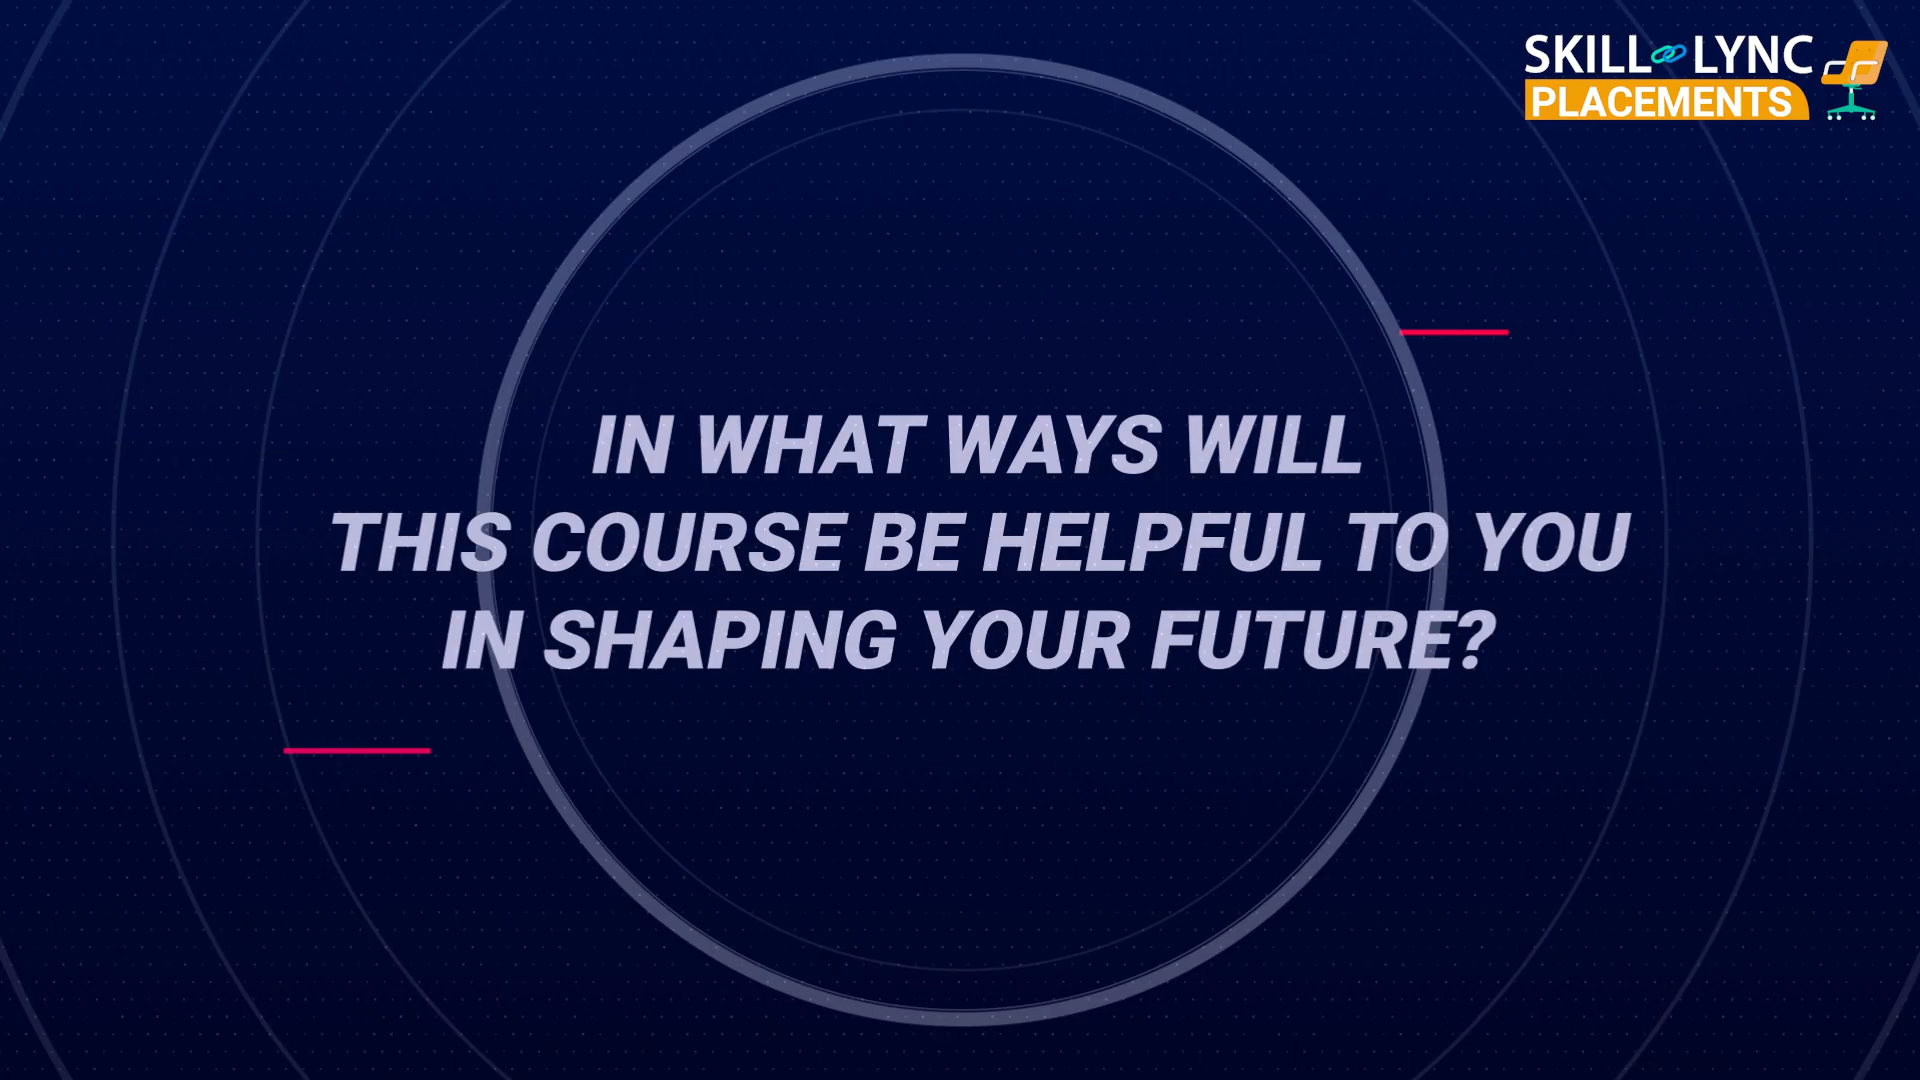 SKILL LYNC
PLACEMENTS
IN WHAT WAYS WILL
THIS COURSE BE HELPFUL TO YOU
IN SHAPING YOUR FUTURE?